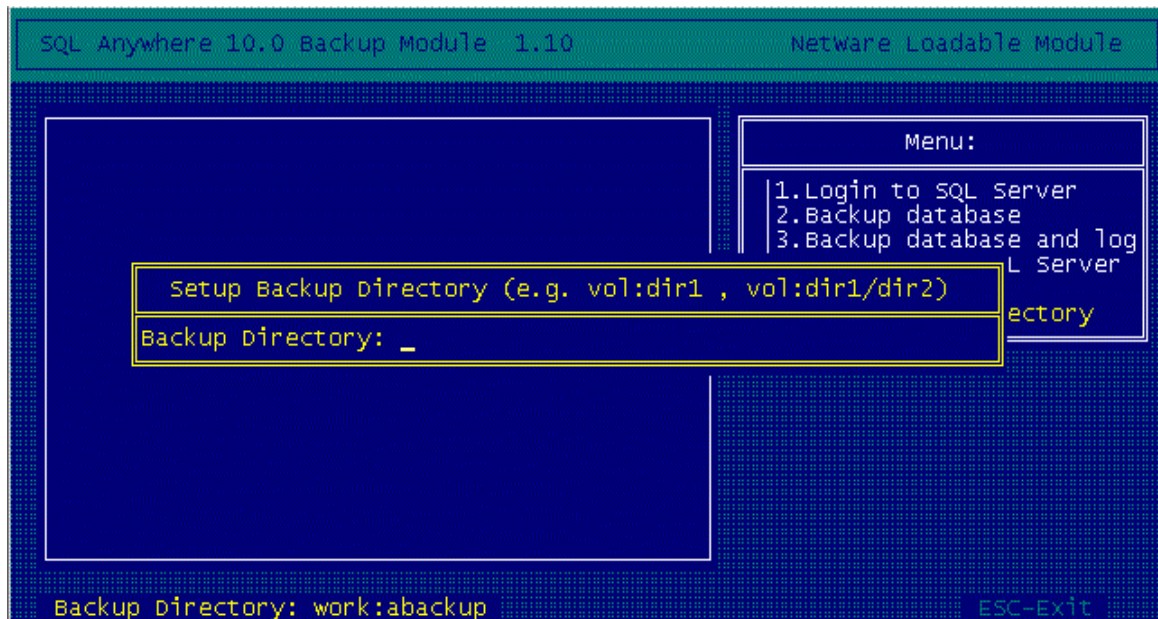 SQL Anywhere 10.0 Backup Module 1.10 NetWare Loadable Module
Menu:
1.Login to SQL Server
2.Backup database
3.Backup database and log
L Server
ectory
Setup Backup Directory (e.g. vol:dir1 , vol:dir1/dir2)
Backup Directory: _
Backup Directory: work:abackup
ESC-Exit